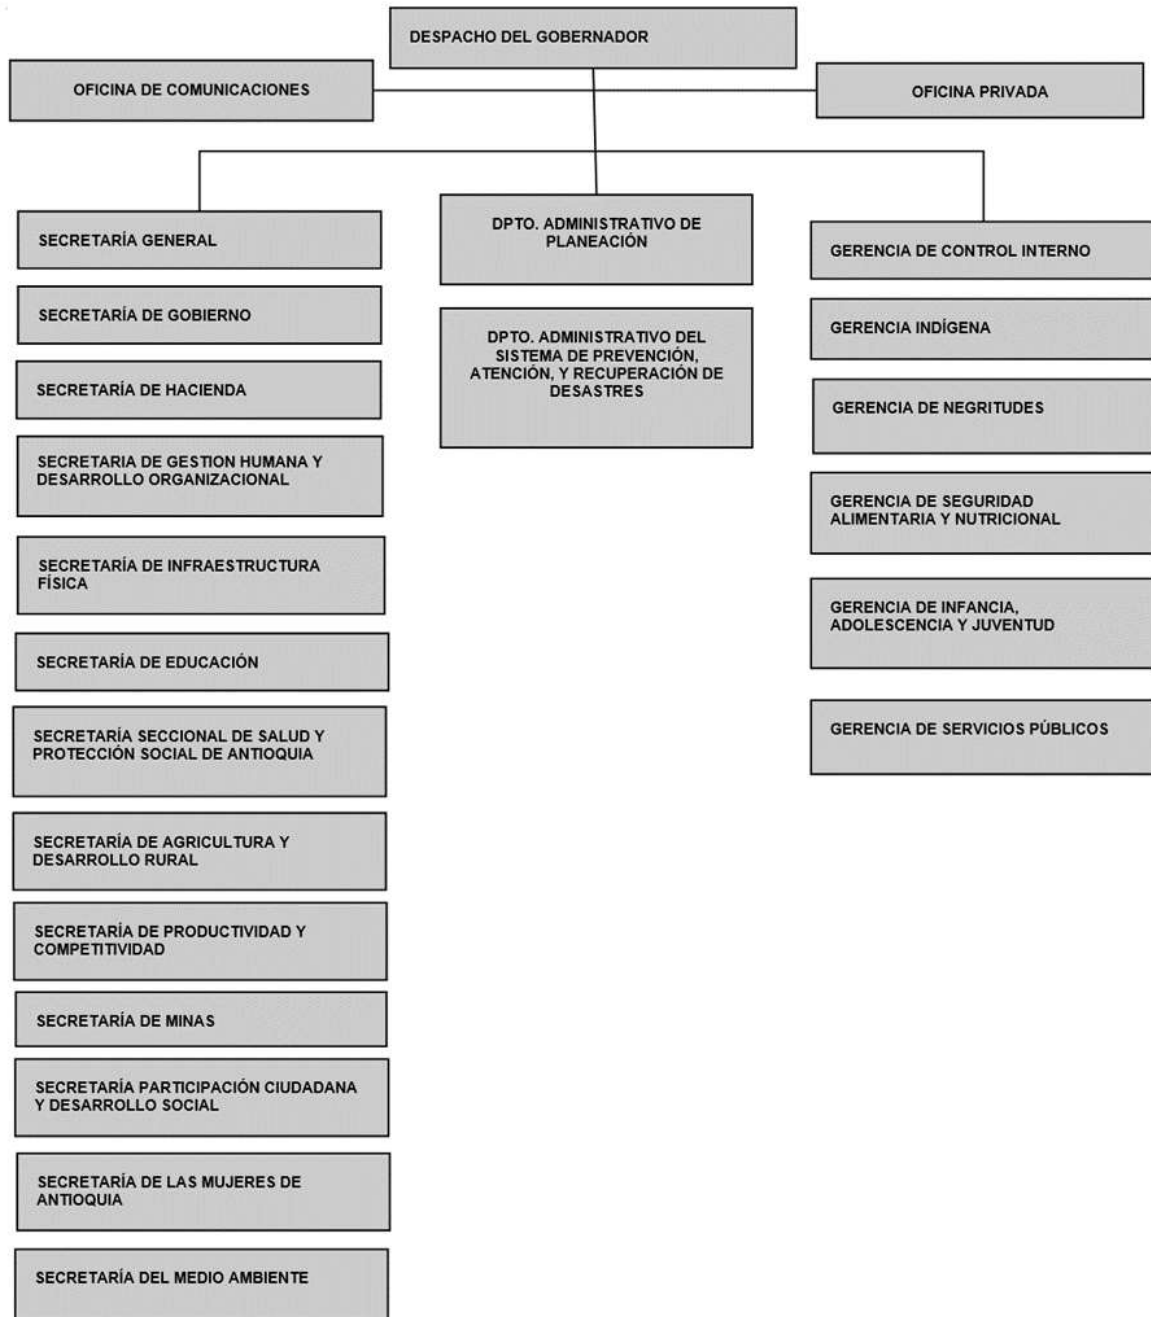 DESPACHO DEL GOBERNADOR
OFICINA DE COMUNICACIONES
OFICINA PRIVADA
SECRETARÍA GENERAL
SECRETARÍA DE GOBIERNO
SECRETARÍA DE HACIENDA
SECRETARIA DE GESTION HUMANA Y
DESARROLLO ORGANIZACIONAL
SECRETARÍA DE INFRAESTRUCTURA
FÍSICA
SECRETARÍA DE EDUCACIÓN
SECRETARÍA SECCIONAL DE SALUD Y
PROTECCIÓN SOCIAL DE ANTIOQUIA
SECRETARÍA DE AGRICULTURA Y
DESARROLLO RURAL
SECRETARÍA DE PRODUCTIVIDAD Y
COMPETITIVIDAD
SECRETARÍA DE MINAS
SECRETARÍA PARTICIPACIÓN CIUDADANA
Y DESARROLLO SOCIAL
SECRETARÍA DE LAS MUJERES DE
ANTIOQUIA
SECRETARÍA DEL MEDIO AMBIENTE
DPTO. ADMINISTRATIVO DE
PLANEACIÓN
DPTO. ADMINISTRATIVO DEL
SISTEMA DE PREVENCIÓN,
ATENCIÓN, Y RECUPERACIÓN DE
DESASTRES
GERENCIA DE CONTROL INTERNO
GERENCIA INDÍGENA
GERENCIA DE NEGRITUDES
GERENCIA DE SEGURIDAD
ALIMENTARIA Y NUTRICIONAL
GERENCIA DE INFANCIA,
ADOLESCENCIA Y JUVENTUD
GERENCIA DE SERVICIOS PÚBLICOS